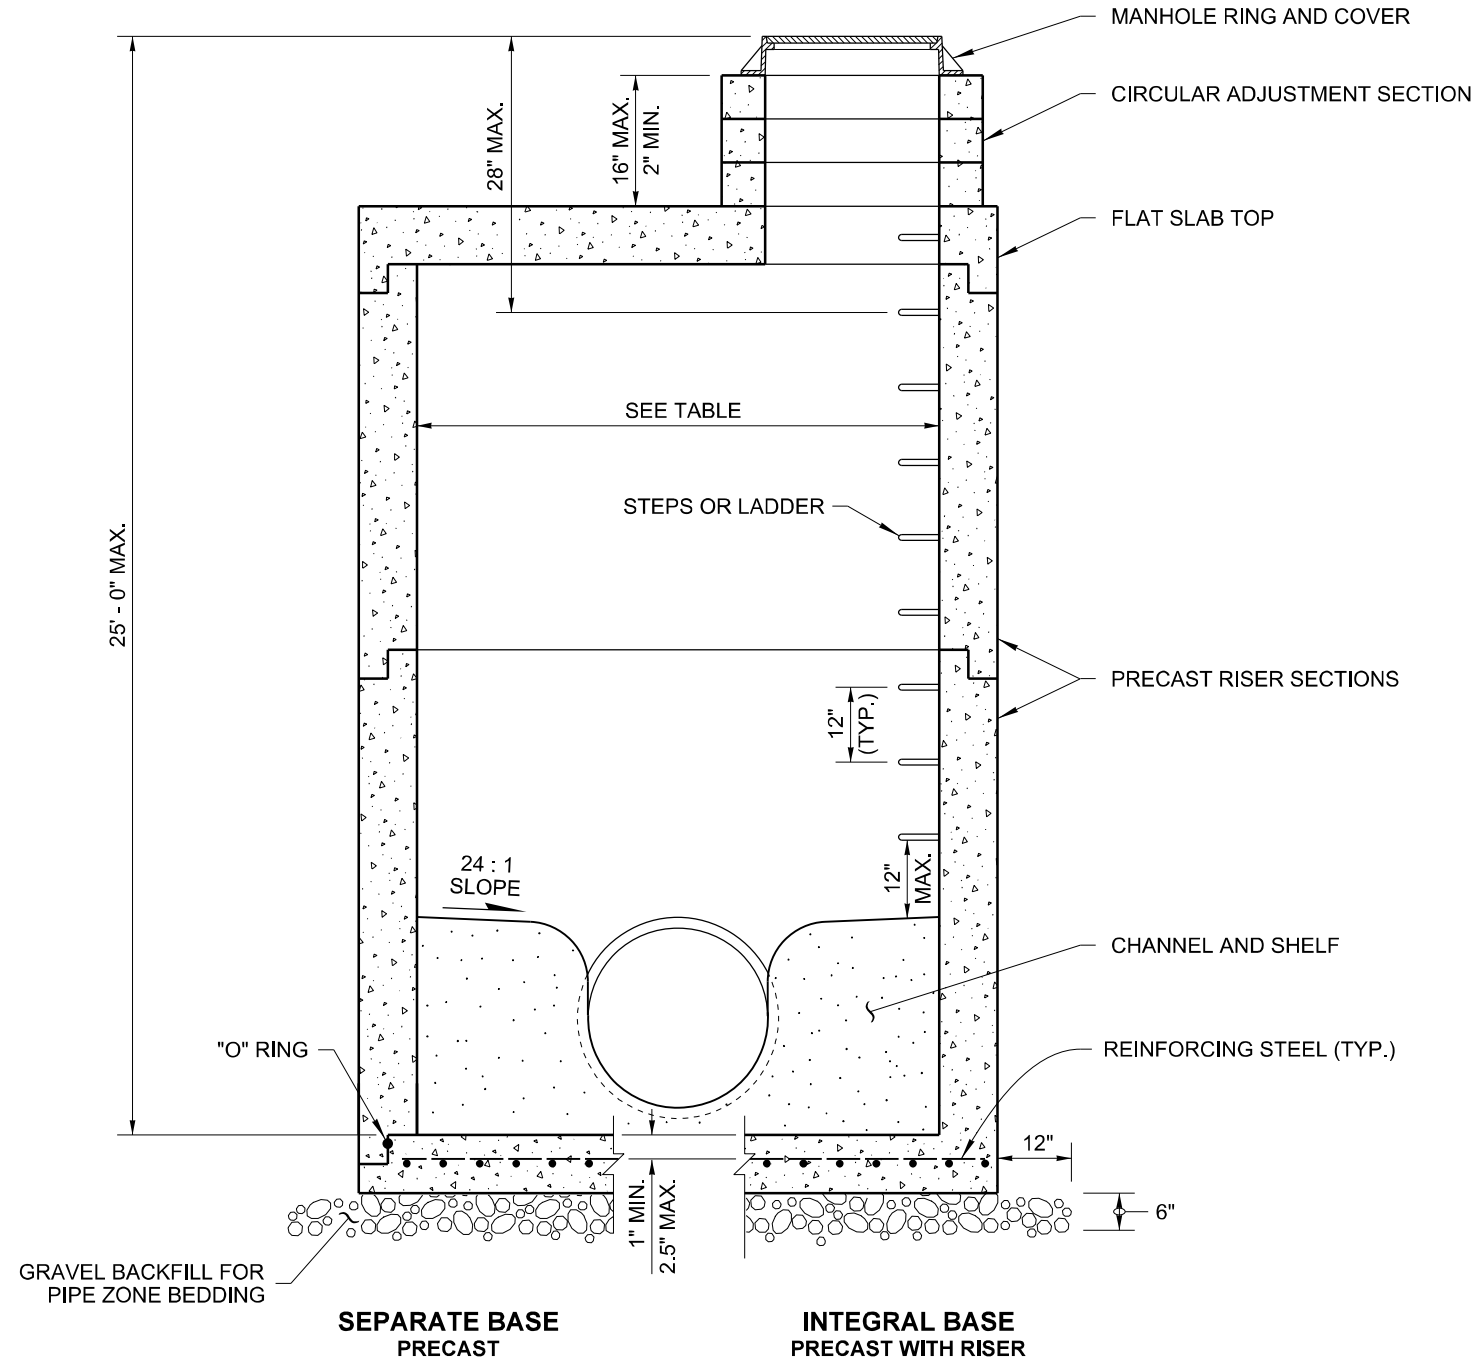 MANHOLE RING AND COVER
CIRCULAR ADJUSTMENT SECTION
28" MAX.
16" MAX.
2" MIN.
FLAT SLAB TOP
SEE TABLE
STEPS OR LADDER
25' - 0" MAX.
PRECAST RISER SECTIONS
12"
(TYP.)
24 : 1
SLOPE
12"
MAX.
CHANNEL AND SHELF
"O" RING
REINFORCING STEEL (TYP.)
12"
1" MIN.
2.5" MAX.
6"
GRAVEL BACKFILL FOR
PIPE ZONE BEDDING
SEPARATE BASE
PRECAST
INTEGRAL BASE
PRECAST WITH RISER